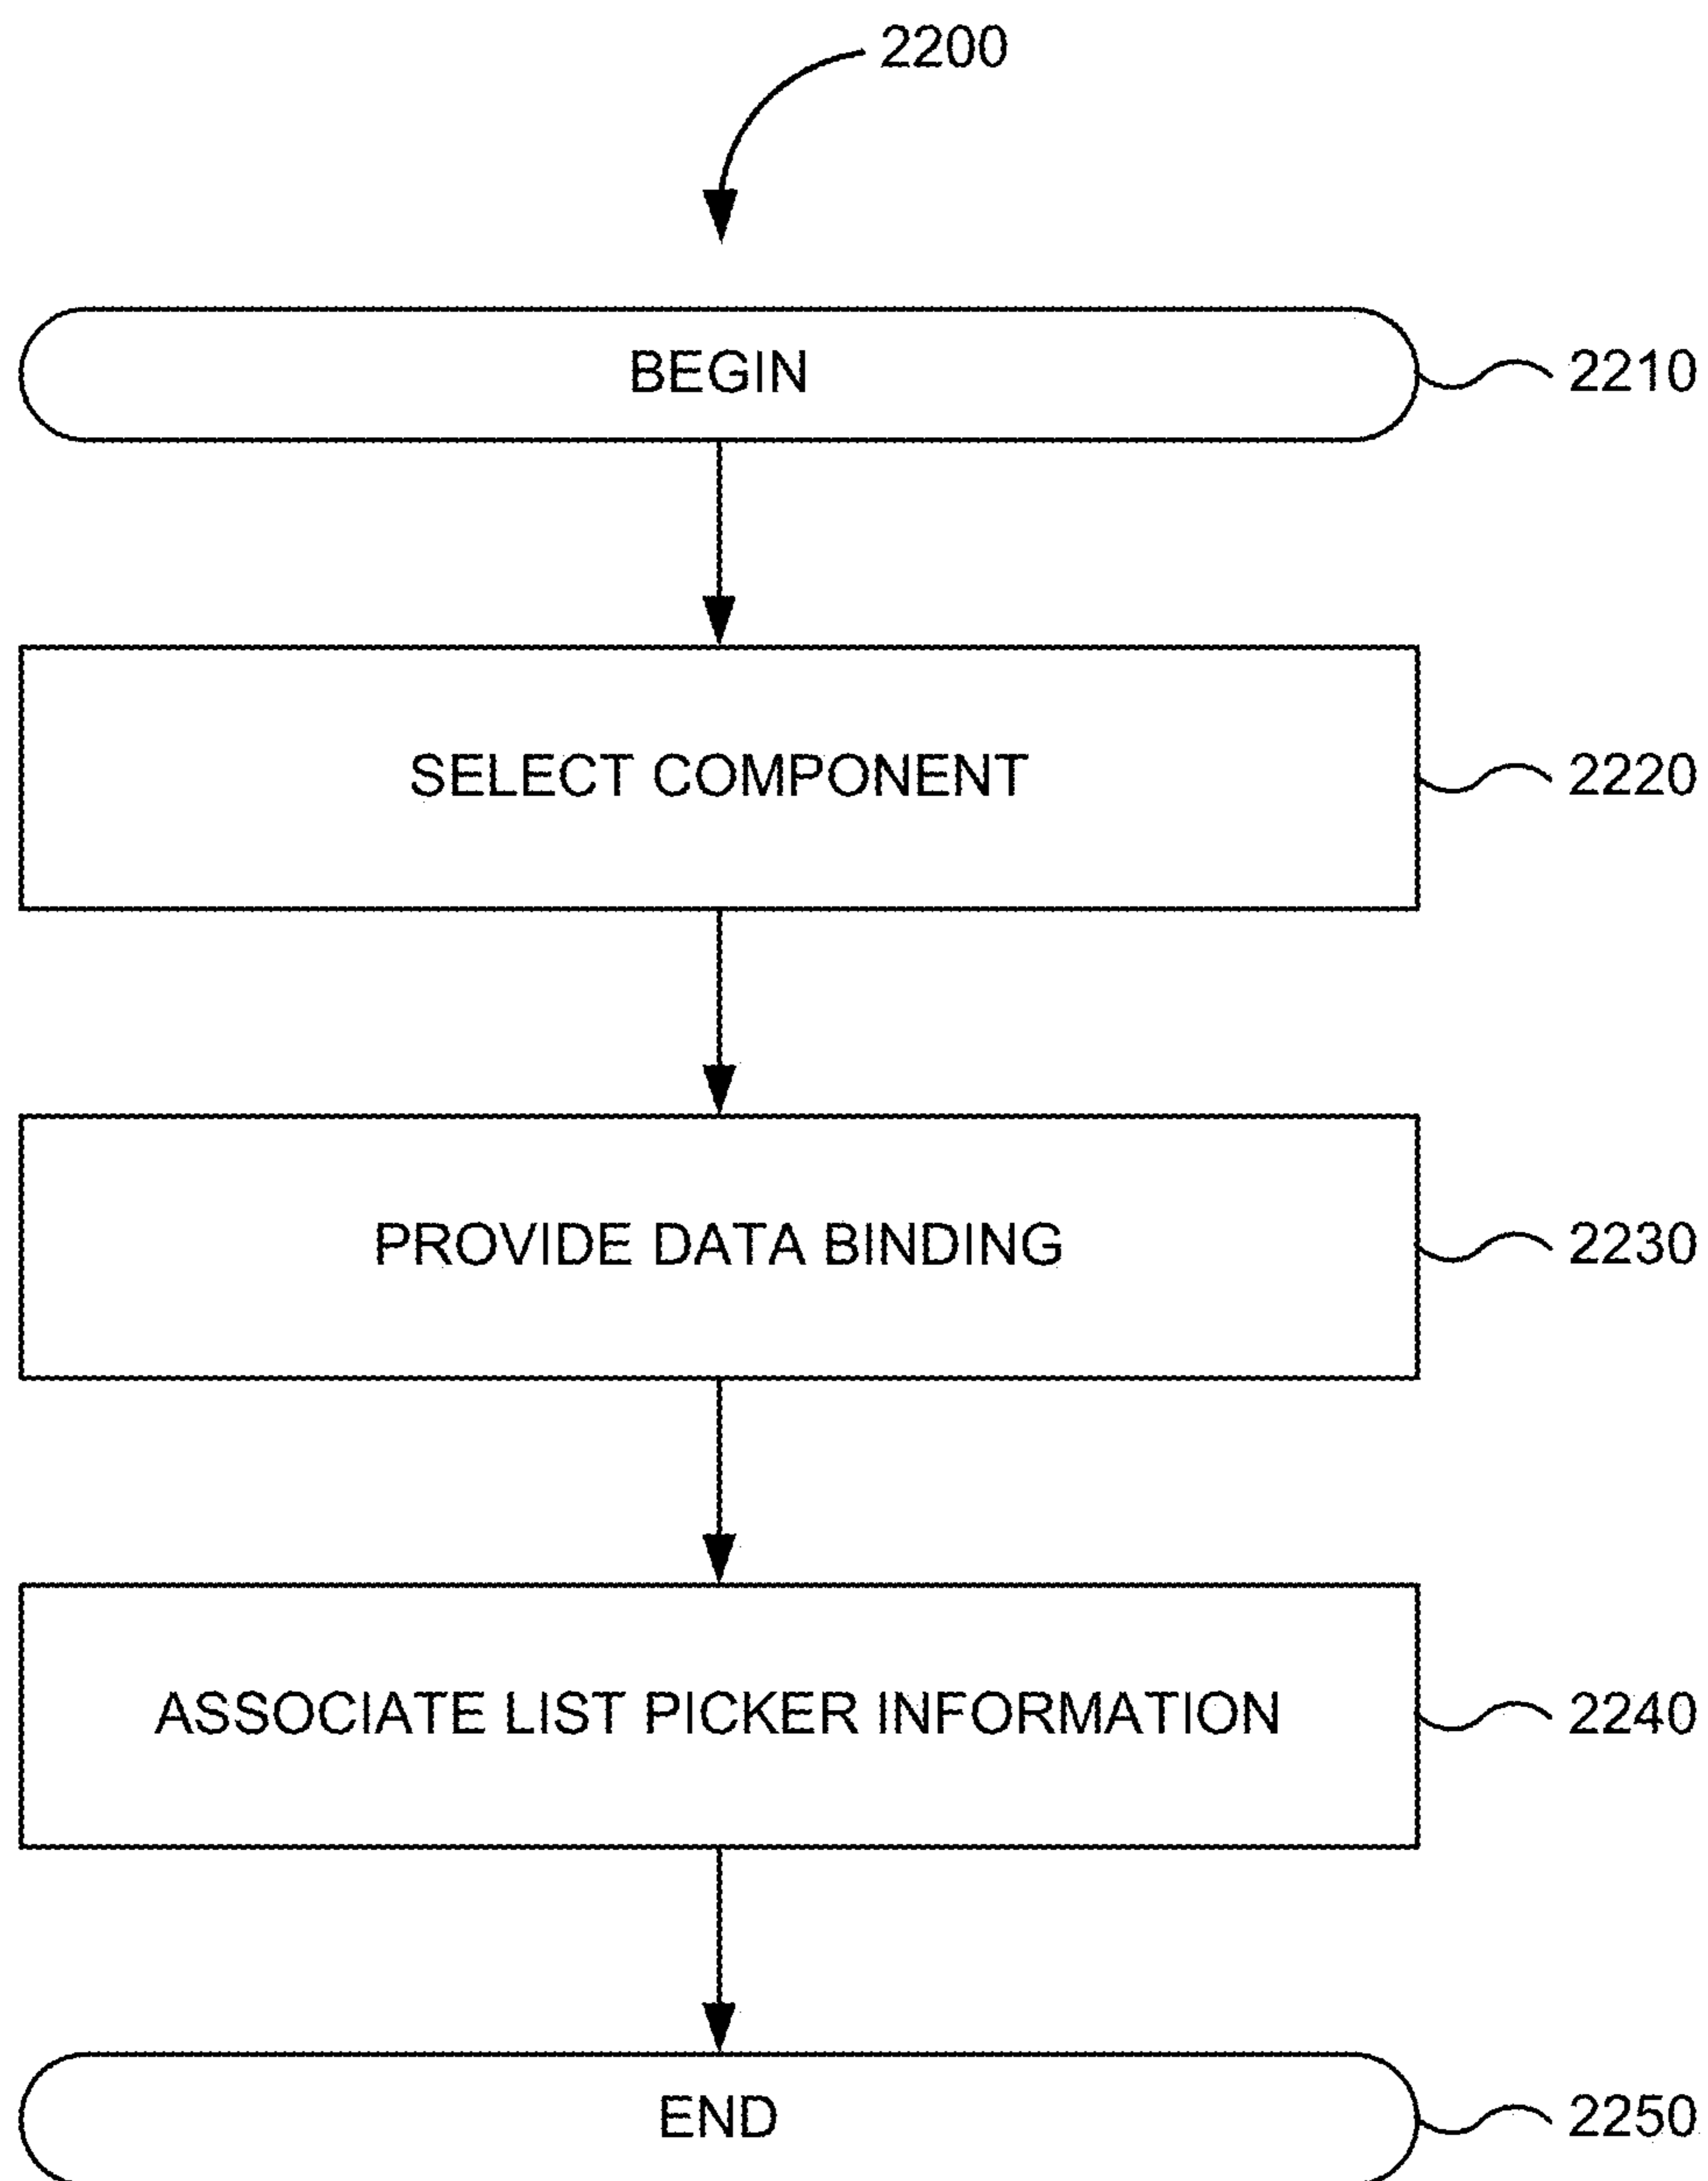 2200
BEGIN
2210
SELECT COMPONENT
2220
PROVIDE DATA BINDING
2230
ASSOCIATE LIST PICKER INFORMATION
2240
END
2250